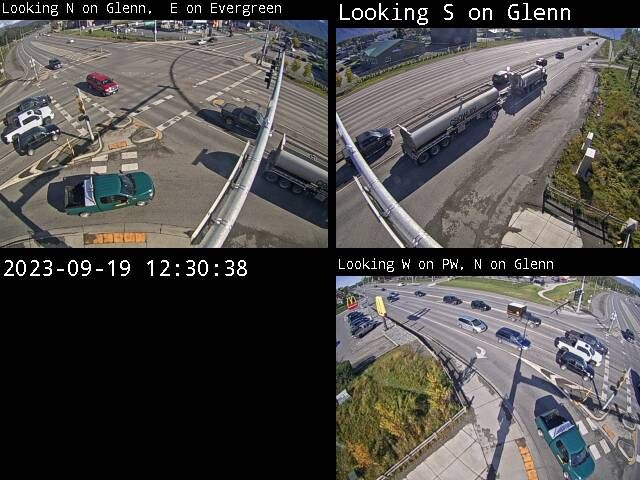 Looking N on Glenn,  E on Evergreen
Looking S on Glenn
2023-09-19 12:30:38
Looking W on PW, N on Glenn